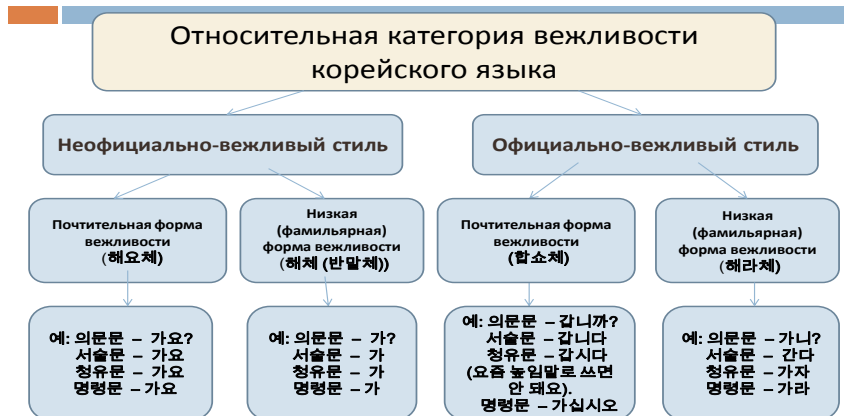 Относительная категория вежливости
корейского языка
Неофициально-вежливый стиль
Официально-вежливый стиль
Почтительная форма
вежливости
(해요체)
Низкая
(фамильярная)
форма вежливости
(해체 (반말체))
Почтительная форма
вежливости
(합쇼체)
Низкая
(фамильярная)
форма вежливости
(해라체)
예: 의문문 – 가요?
서술문 – 가요
청유문 – 가요
명령문 – 가요
예: 의문문 – 가?
서술문 – 가
청유문 – 가
명령문 – 가
예: 의문문 – 갑니까?
서술문 – 갑니다
청유문 – 갑시다
(요즘 높임말로 쓰면
안 돼요).
명령문 – 가십시오
예: 의문문 – 가니?
서술문 – 간다
청유문 – 가자
명령문 – 가라